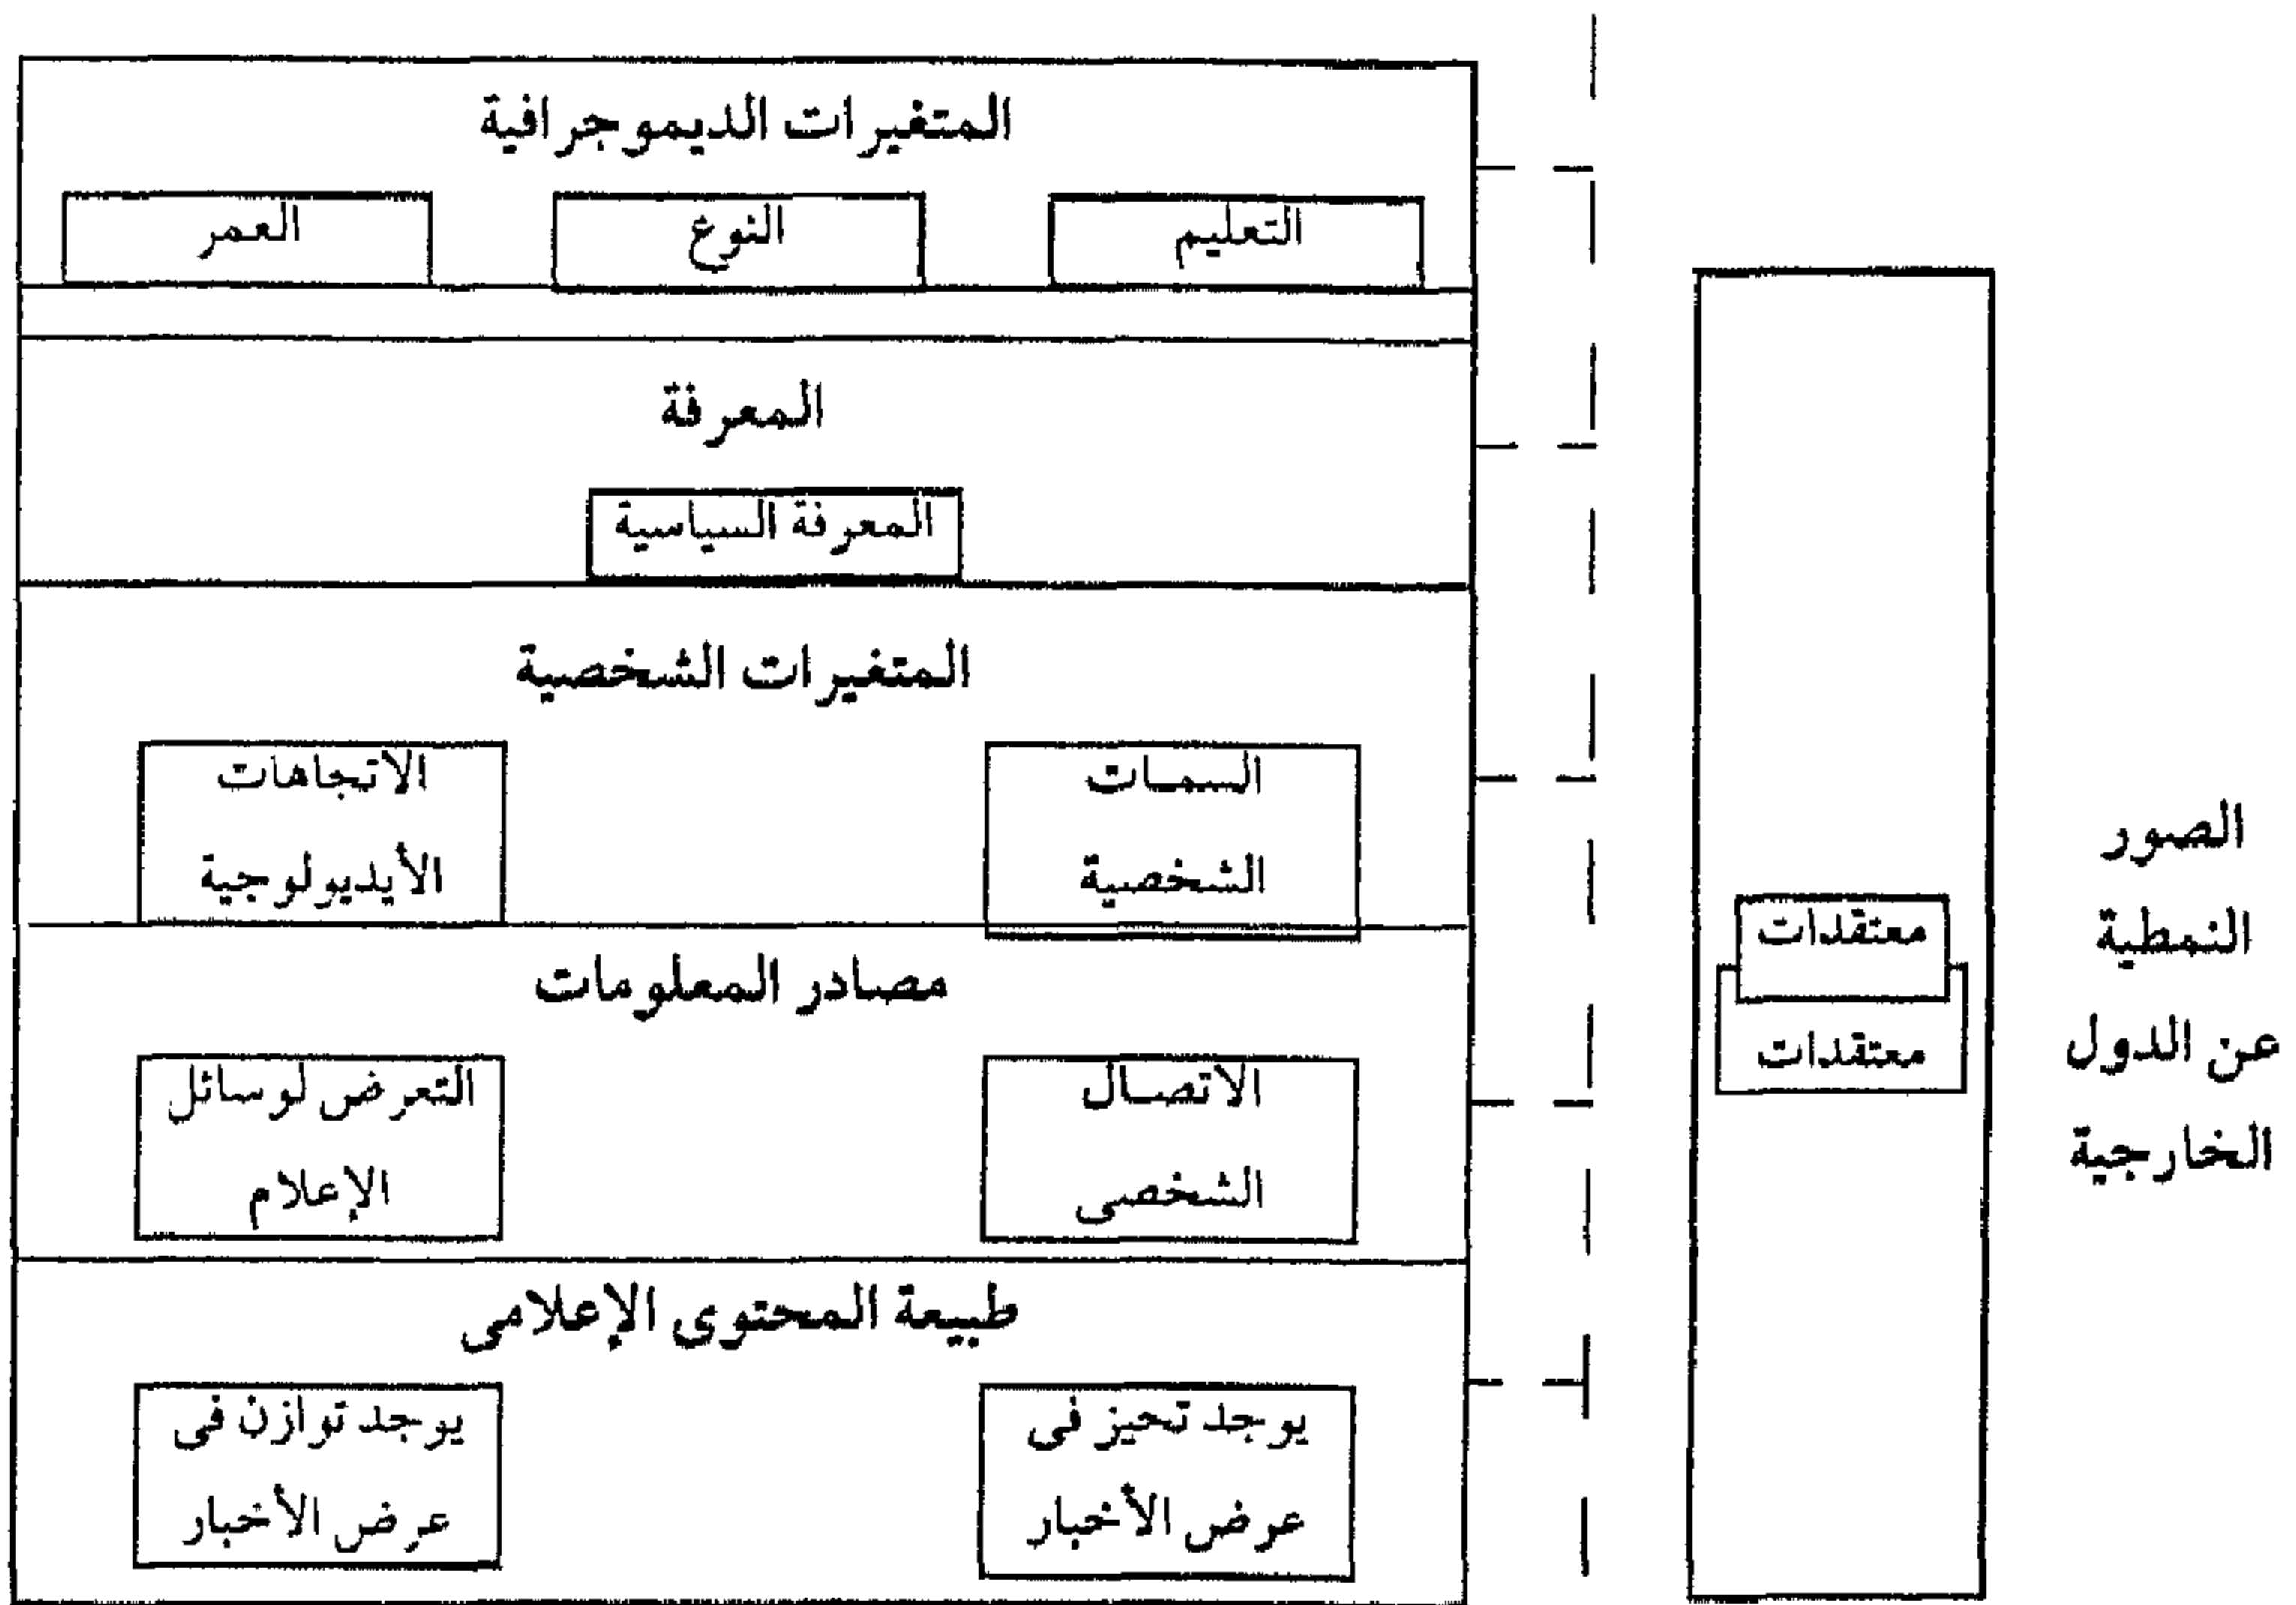 المتغيرات الديموجرافية
التعليم
النوع
العمر
المعرفة
المعرفة السياسية
المتغيرات الشخصية
السمات
الشخصية
الاتجاهات
الأيديولوجية
مصادر المعلومات
الاتصال
الشخصى
التعرض لوسائل
الإعلام
طبيعة المحتوى الإعلامى
يوجد تحيز فى
عرض الأخبار
يوجد توازن فى
عرض الأخبار
معتقدات
معتقدات
الصور
النمطية
عن الدول
الخارجية